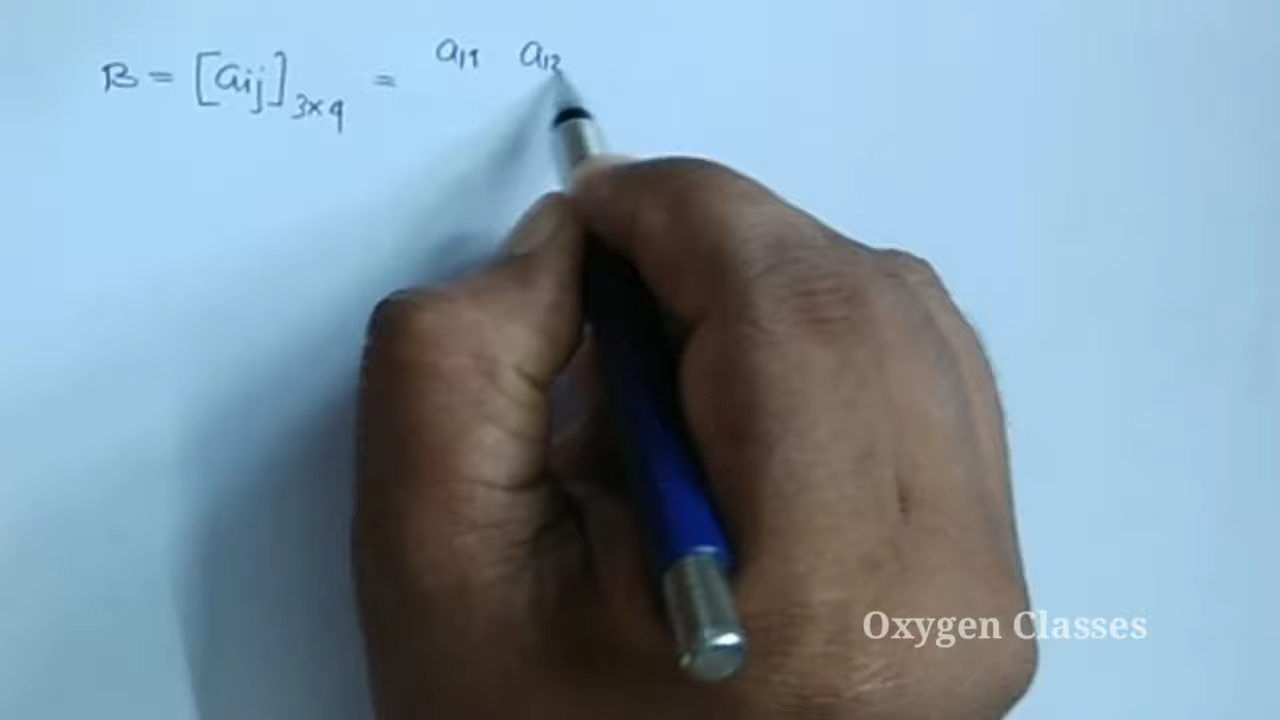 B = [aij]3×4 = a11 a12
Oxygen Classes